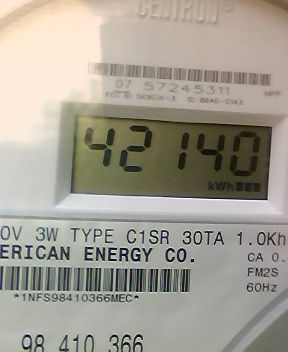 CENTRON
07 57245311
HPP
42140
kWh
0V 3W TYPE C1SR 30TA 1.0Kh
ERICAN ENERGY CO.
CA 0.
FM2S
*1NFS98410366MEC*
60Hz
98 410 366